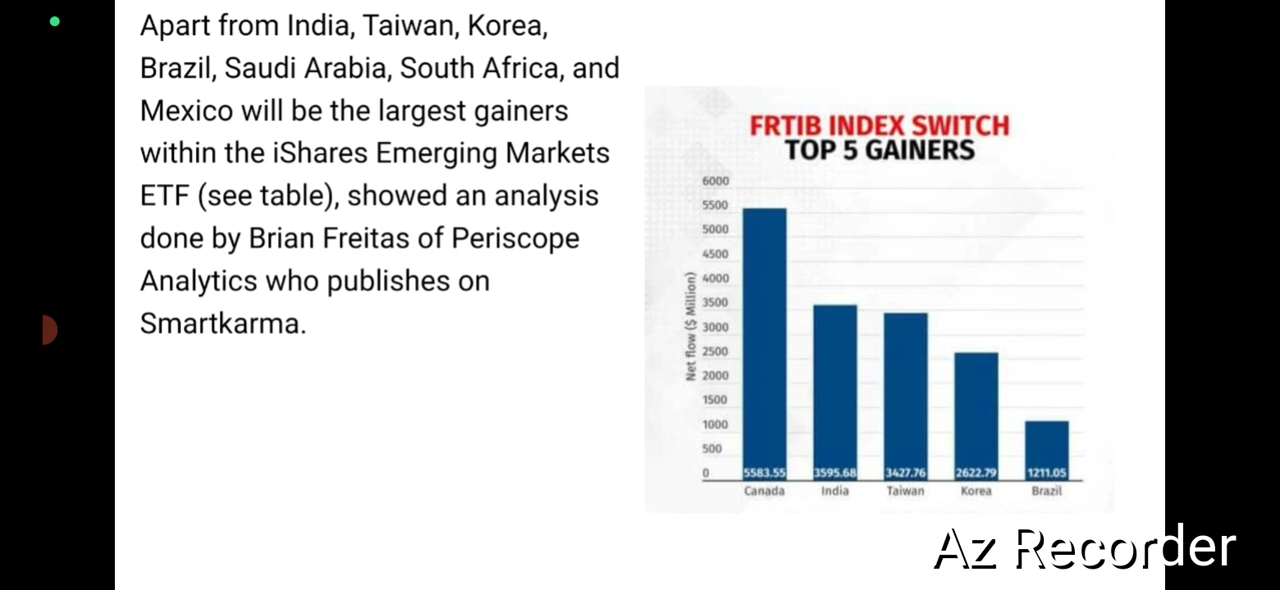 Apart from India, Taiwan, Korea,
Brazil, Saudi Arabia, South Africa, and
Mexico will be the largest gainers
within the iShares Emerging Markets
ETF (see table), showed an analysis
done by Brian Freitas of Periscope
Analytics who publishes on
Smartkarma.
FRTIB INDEX SWITCH
TOP 5 GAINERS
Net flow ($ Million)
6000
5500
5000
4500
4000
3500
3000
2500
2000
1500
1000
500
0
5583.55 3595.68 3427.76 2622.79 1211.05
Canada India Taiwan Korea Brazil
Az Recorder